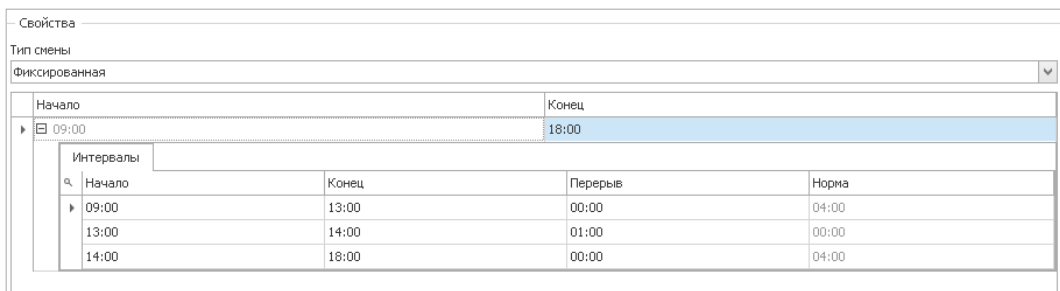 Свойства
Тип смены
Фиксированная
Начало Конец
09:00 18:00
Интервалы
Начало Конец Перерыв Норма
09:00 13:00 00:00 04:00
13:00 14:00 01:00 00:00
14:00 18:00 00:00 04:00